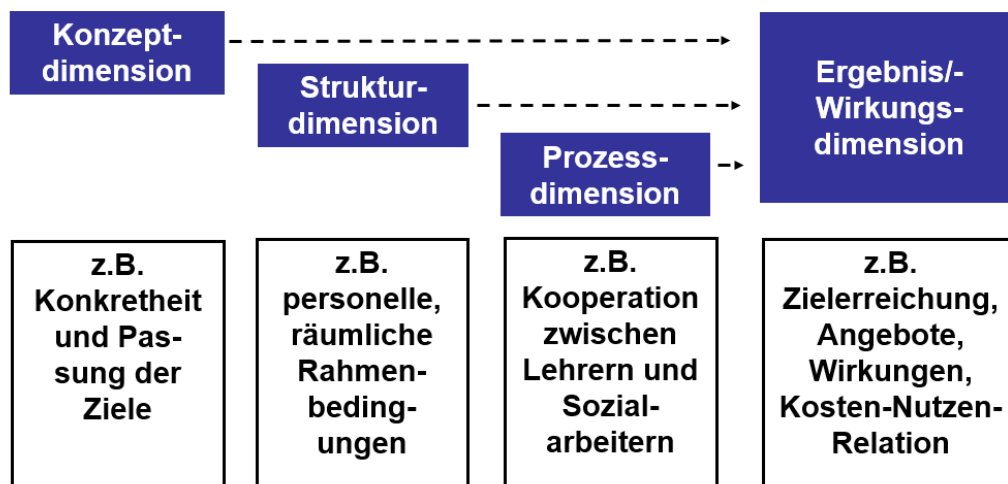 Konzept-
dimension
Struktur-
dimension
Prozess-
dimension
Ergebnis/-
Wirkungs-
dimension
z.B.
Konkretheit
und Pas-
sung der
Ziele
z.B.
personelle,
räumliche
Rahmen-
beding-
ungen
z.B.
Kooperation
zwischen
Lehrern und
Sozial-
arbeitern
z.B.
Zielerreichung,
Angebote,
Wirkungen,
Kosten-Nutzen-
Relation